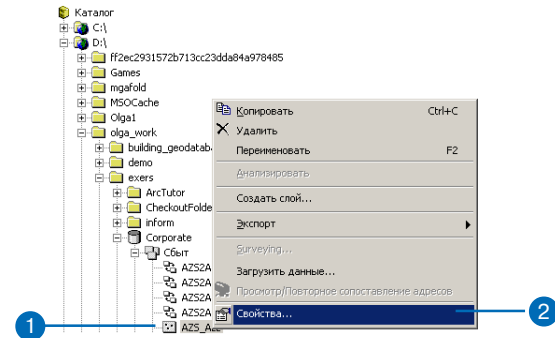 Каталог
C:\
D:\
ff2ec2931572b713cc23dda84a978485
Games
mgafold
MSOCache
Olga1
olga_work
building_geodatab
demo
exers
ArcTutor
CheckoutFolde
inform
Corporate
Сбыт
AZS2A
AZS2A
AZS2A
AZS2A
1
AZS_Azs
Копировать Ctrl+C
Удалить
Переименовать F2
Анализировать
Создать слой...
Экспорт
Surveying...
Загрузить данные...
Просмотр/Повторное сопоставление адресов
Свойства...
2